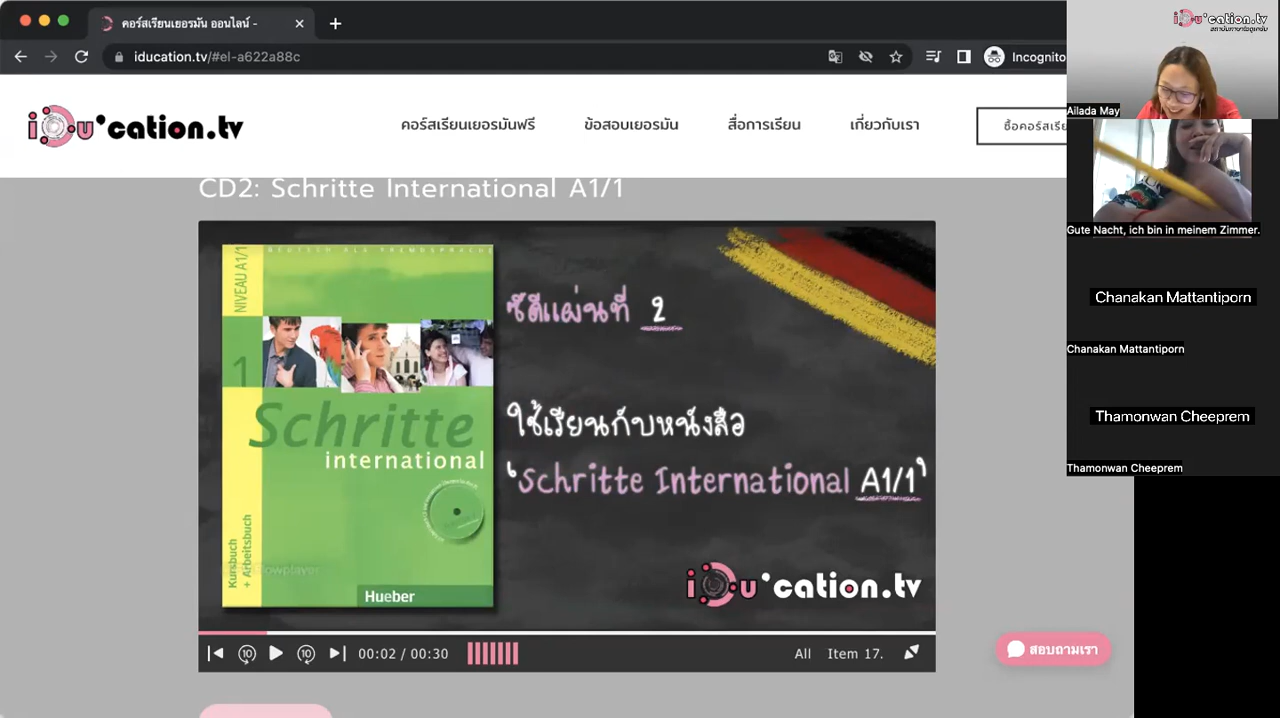 คอร์สเรียนเยอรมัน ออนไลน์ -
iducation.tv/#el-a622a88c
Incognito
iDu'cation.tv
คอร์สเรียนเยอรมันฟรี
ข้อสอบเยอรมัน
สื่อการเรียน
เกี่ยวกับเรา
ซื้อคอร์สเรีย
CD2: Schritte International A1/1
DEUTSCH ALS FREMDSPRACHE
NIVEAU A1/1
1
Schritte
international
Kursbuch
+ Arbeitsbuch
Hueber
ซีดีแผ่นที่ 2
ใช้เรียนกับหนังสือ
'Schritte International A1/1'
iDu'cation.tv
10
10
00:02 / 00:30
All
Item 17.
สอบถามเรา
iDu'cation.tv
Ailada May
Gute Nacht, ich bin in meinem Zimmer.
Chanakan Mattantiporn
Chanakan Mattantiporn
Thamonwan Cheeprem
Thamonwan Cheeprem